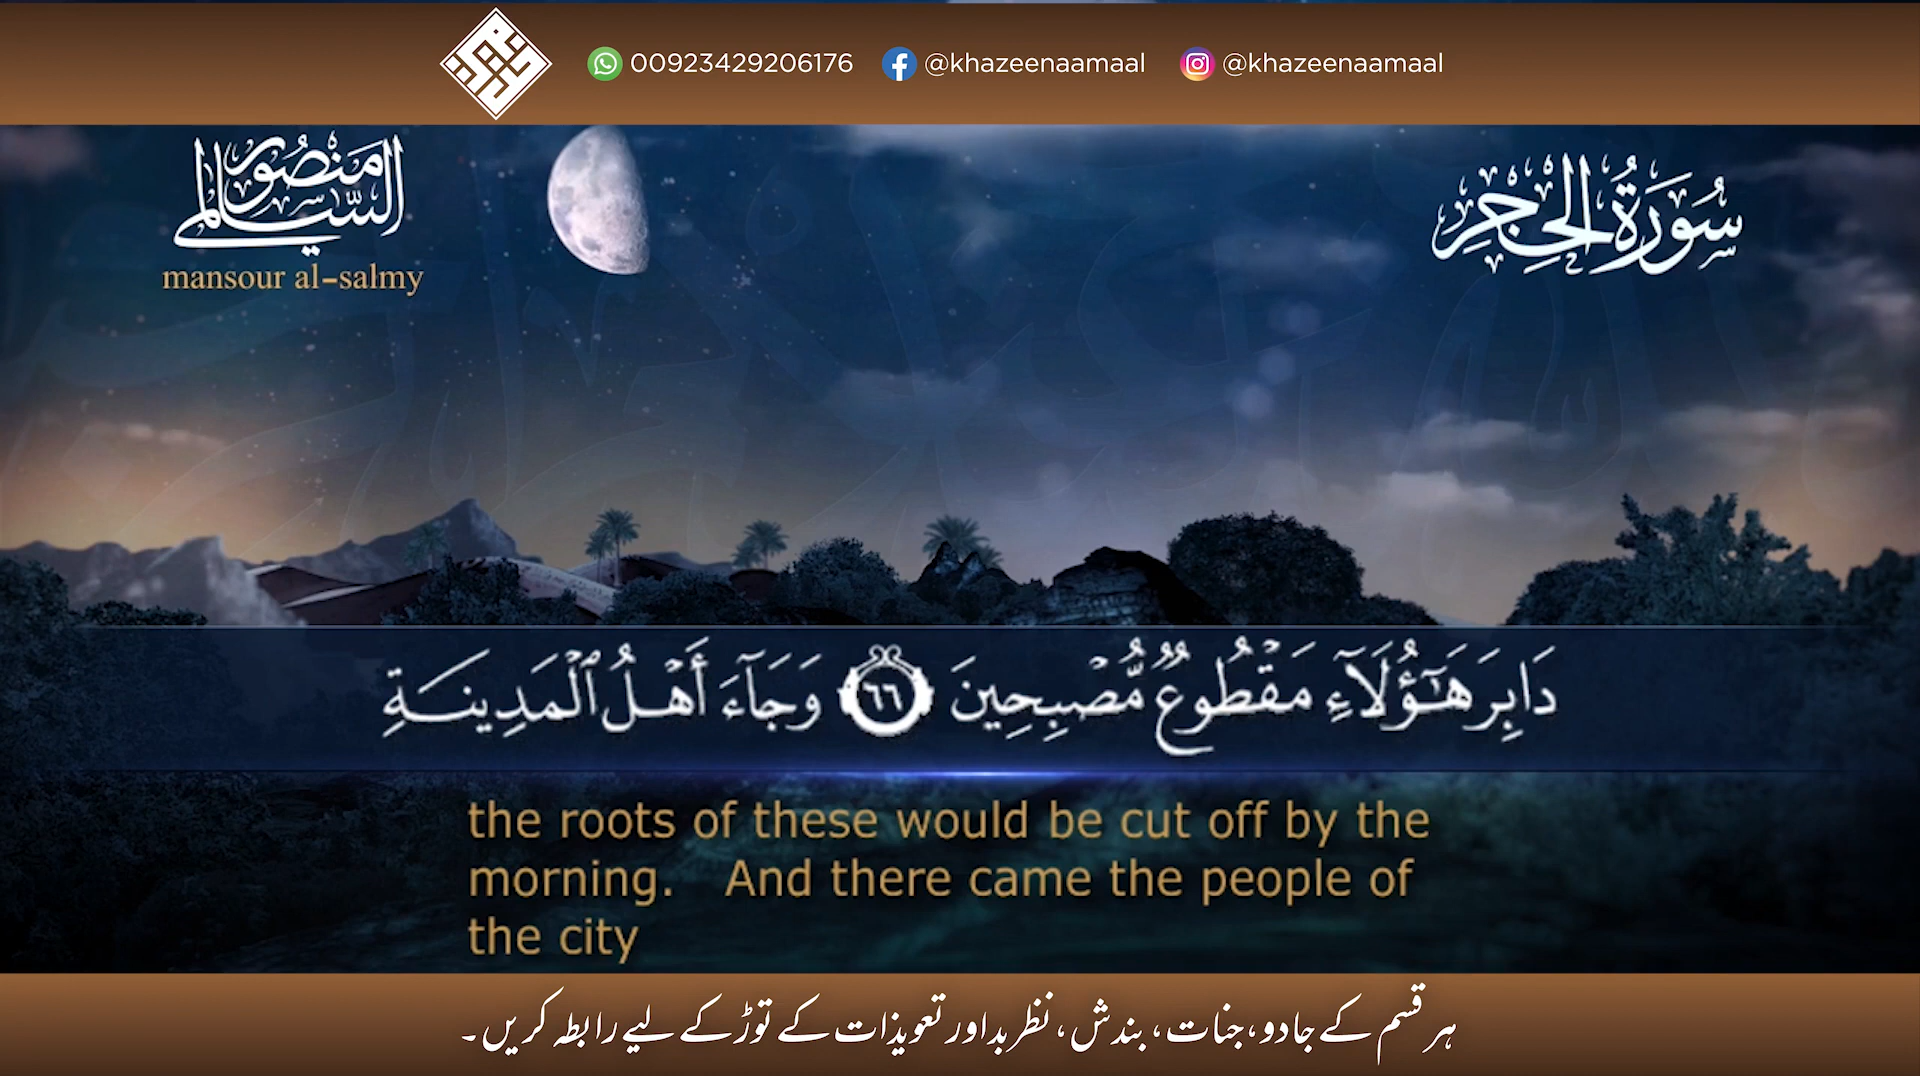 00923429206176 @khazeenaamaal @khazeenaamaal
منصور
السالمي
mansour al-salmy
سُورَةُ الحِجْرِ
دَابِرَ هَـٰٓؤُلَآءِ مَقْطُوعٌ مُّصْبِحِينَ ٦٦ وَجَآءَ أَهْلُ ٱلْمَدِينَةِ
the roots of these would be cut off by the
morning. And there came the people of
the city
ہر قسم کے جادو، جنات، بندش، نظر بد اور تعویذات کے توڑ کے لیے رابطہ کریں۔